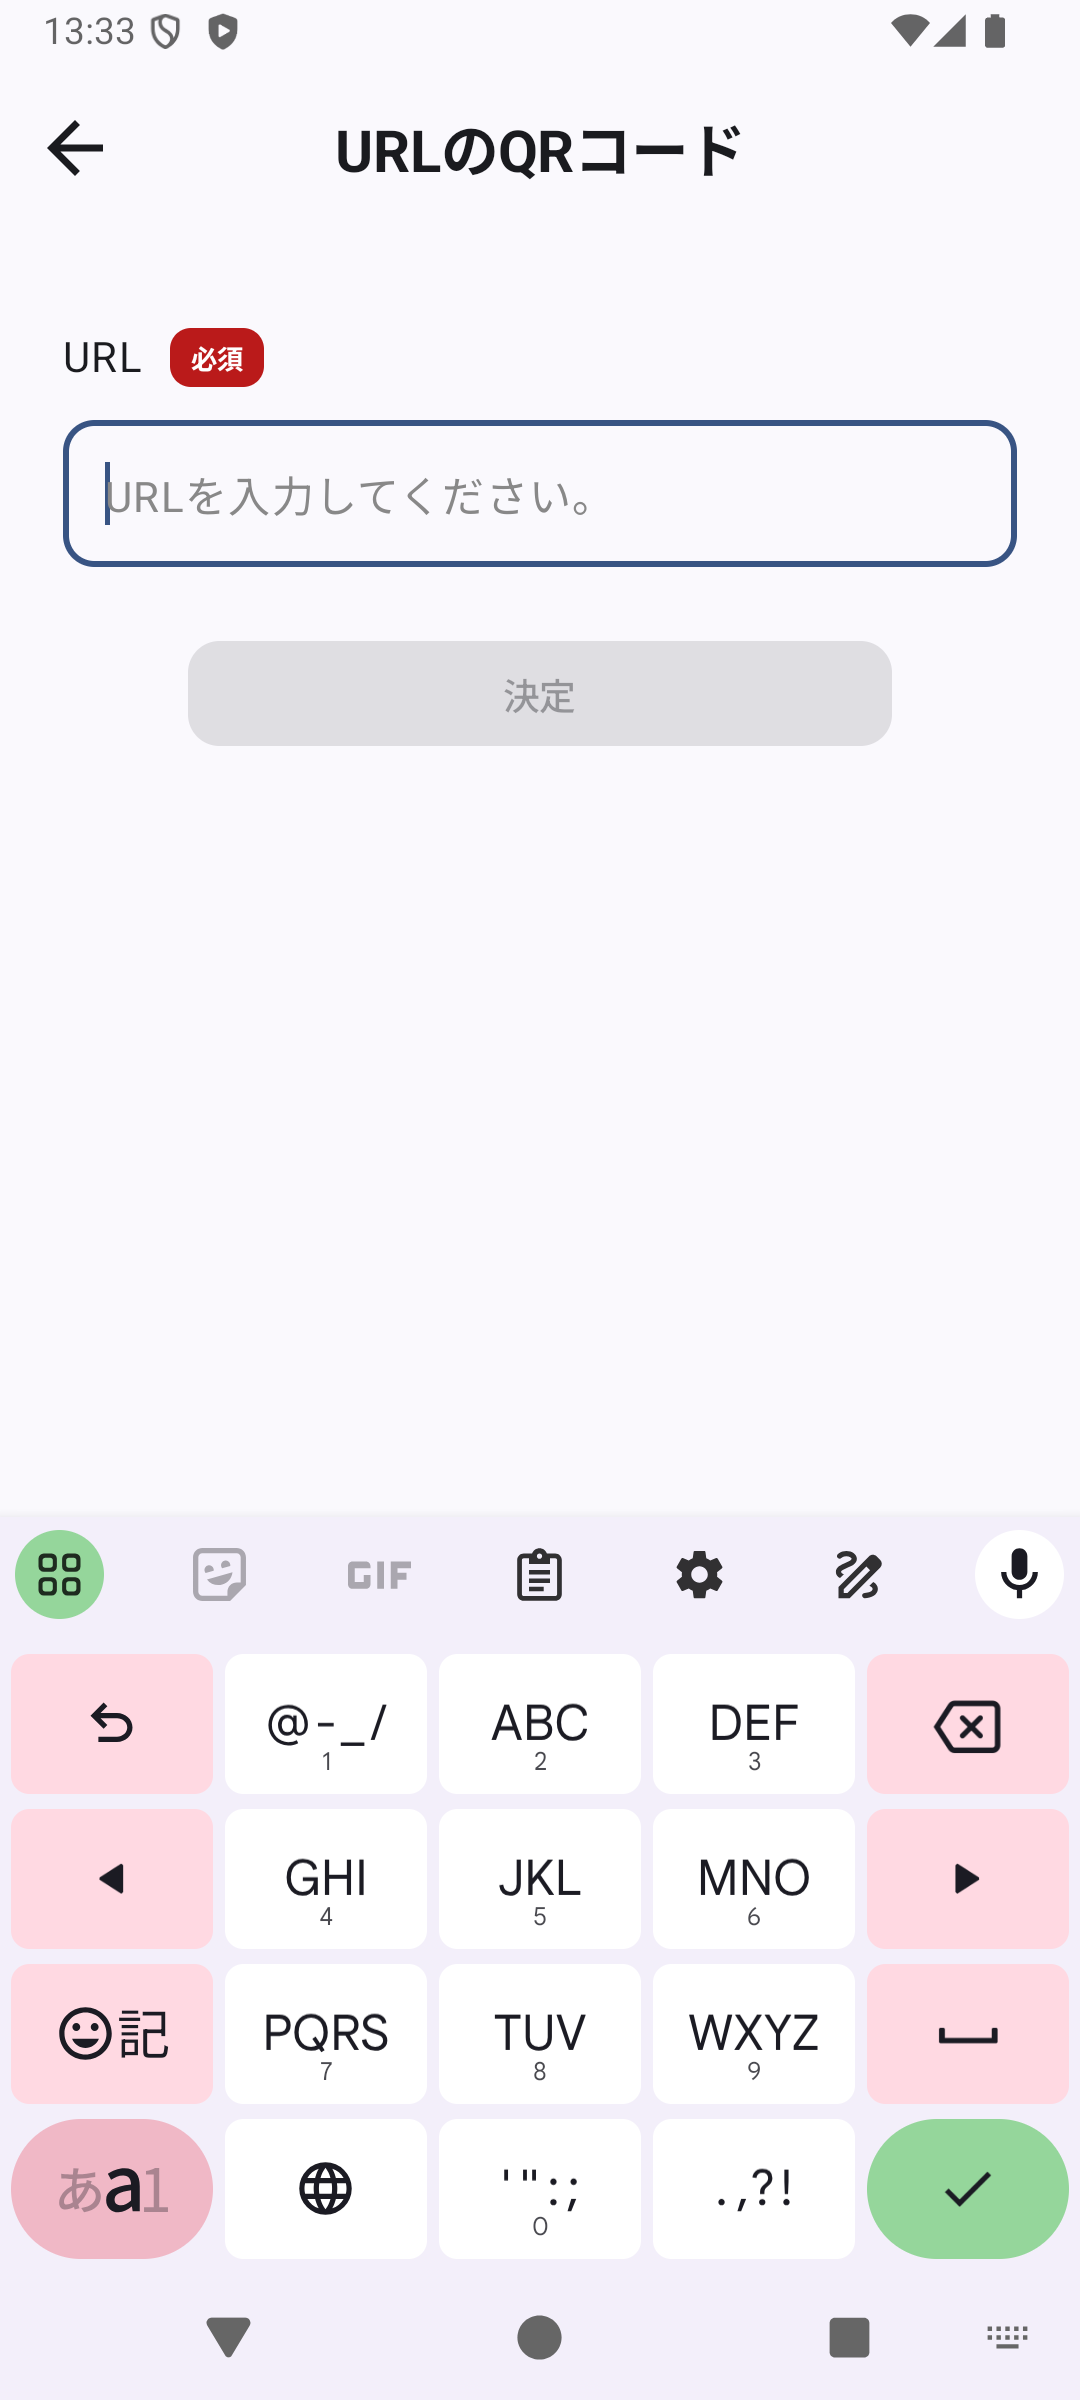 13:33
URLのQRコード
URL 必須
URLを入力してください。
決定
GIF
@-_/ ABC DEF
1 2 3
GHI JKL MNO
4 5 6
記 PQRS TUV WXYZ
7 8 9
あa1 '":; .,?!
0